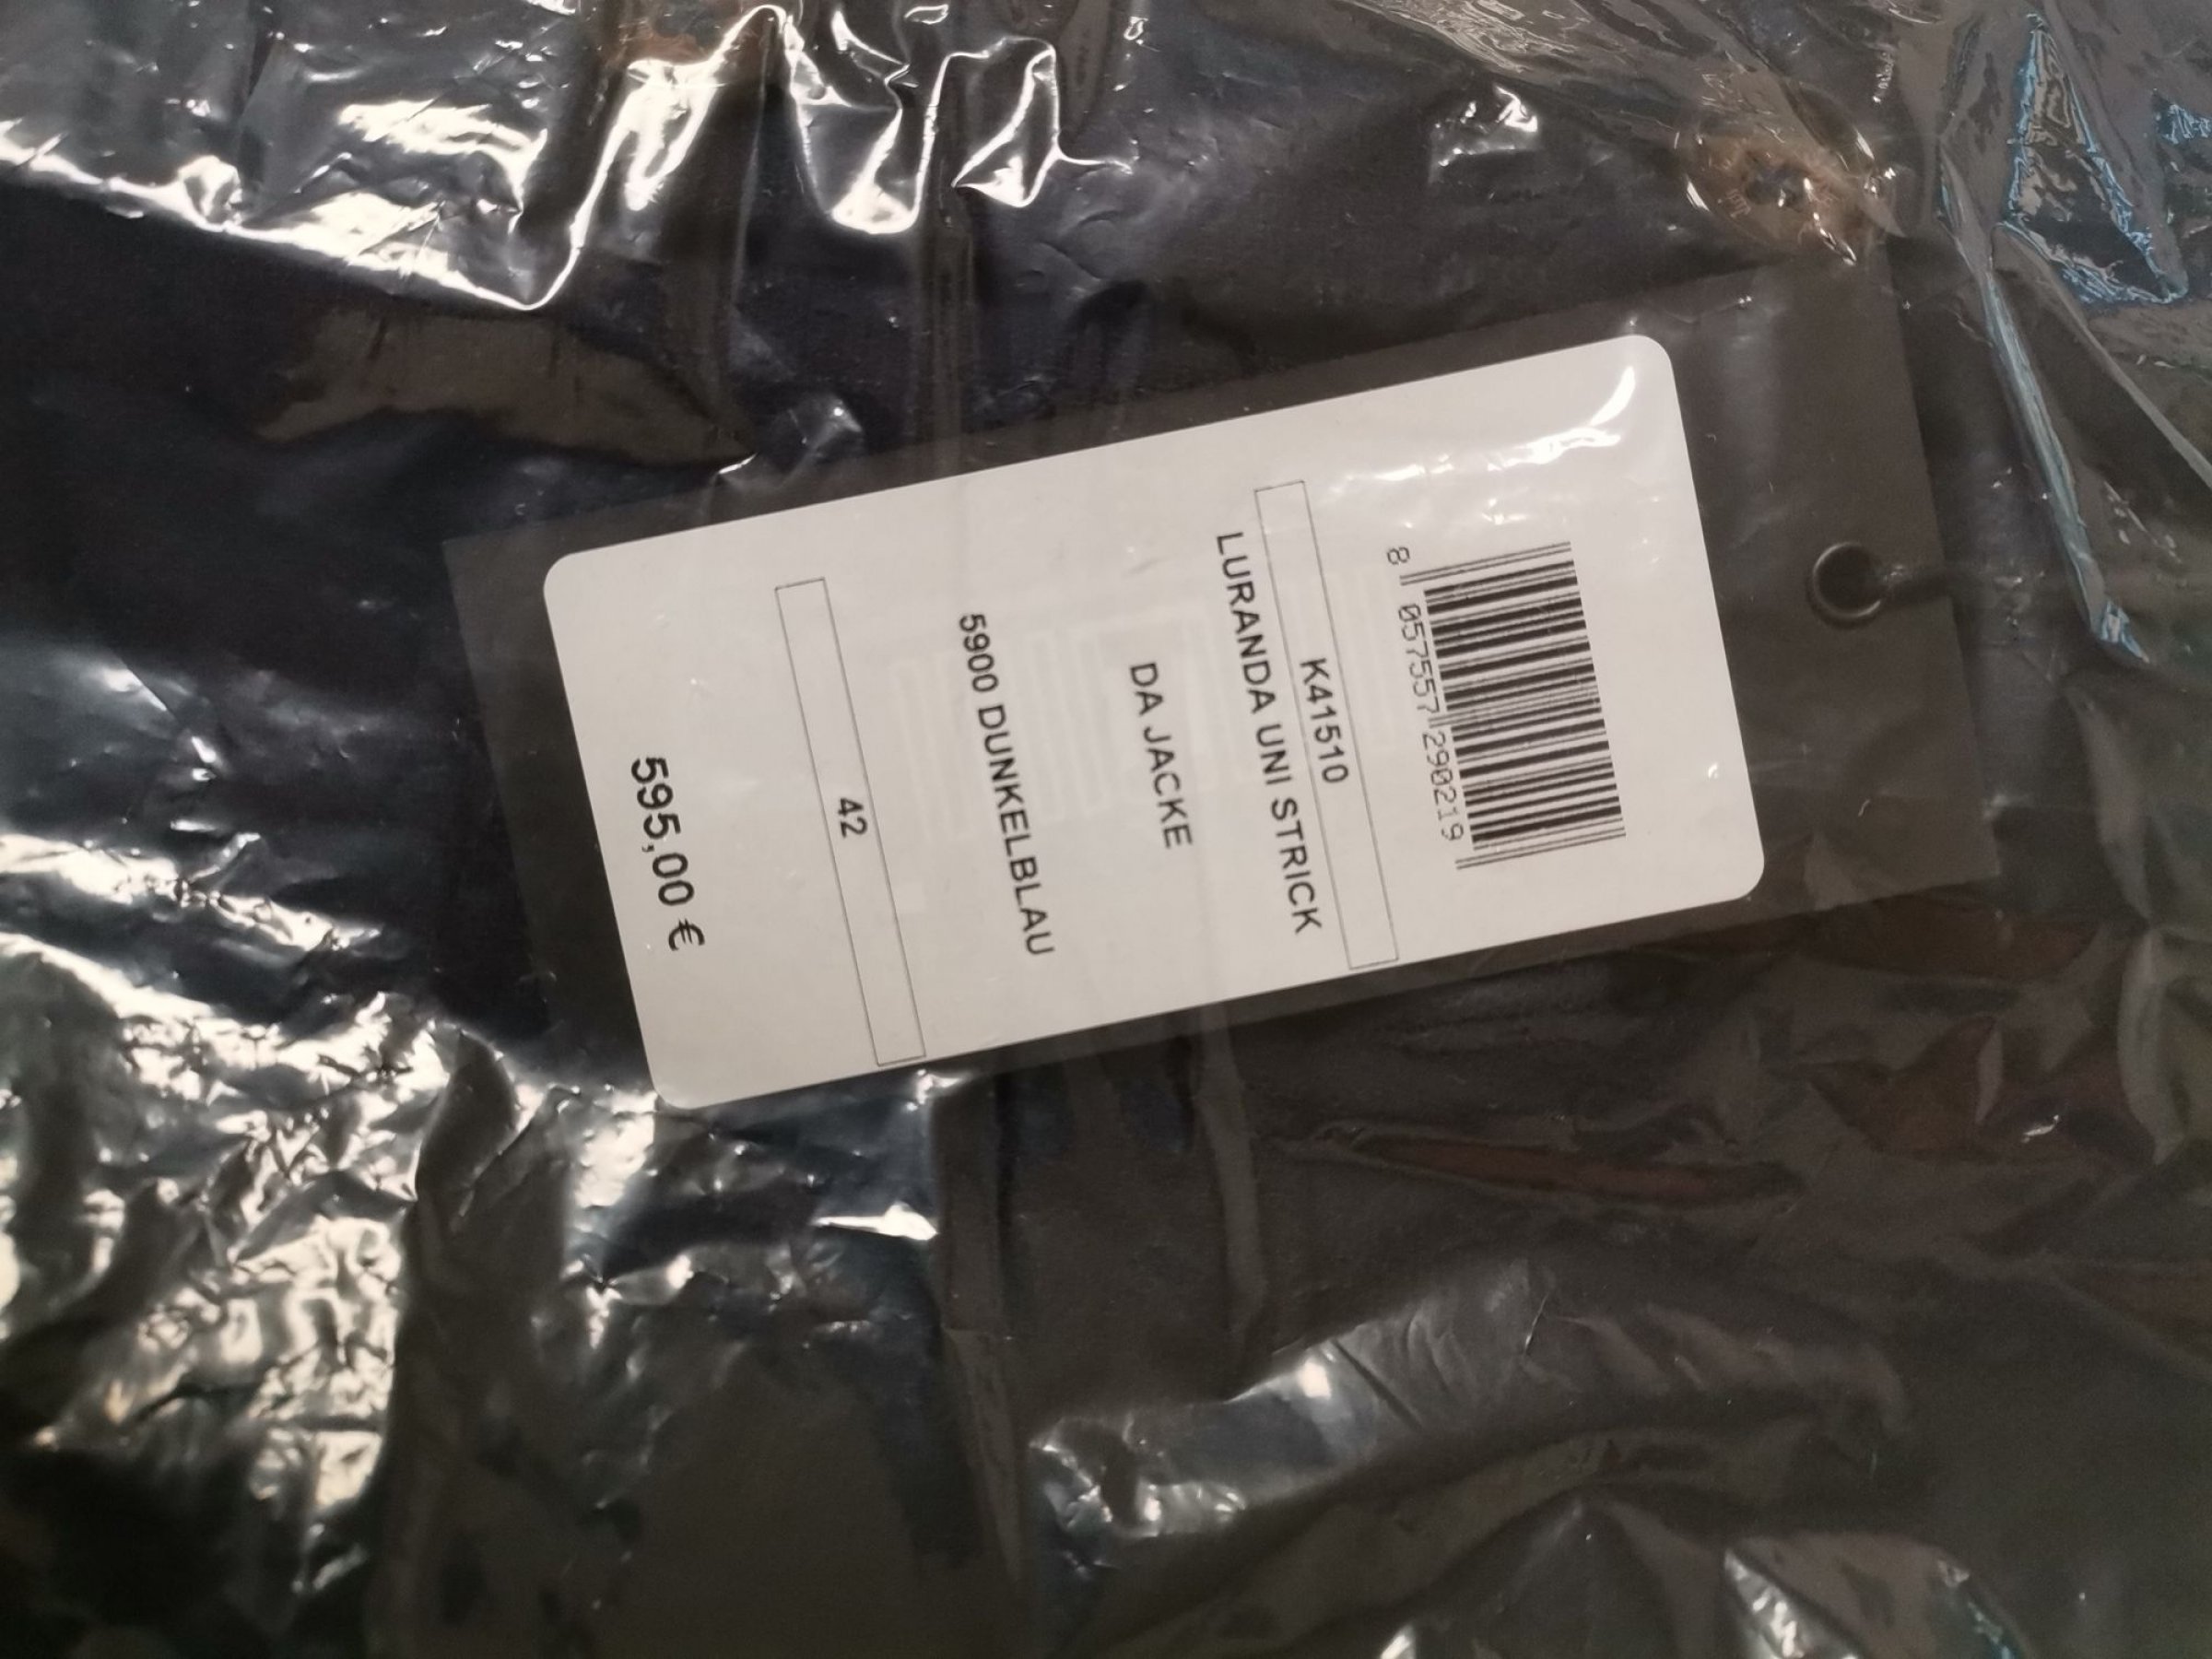 8 057557 290219
K41510
LURANDA UNI STRICK
DA JACKE
5900 DUNKELBLAU
42
595,00 €